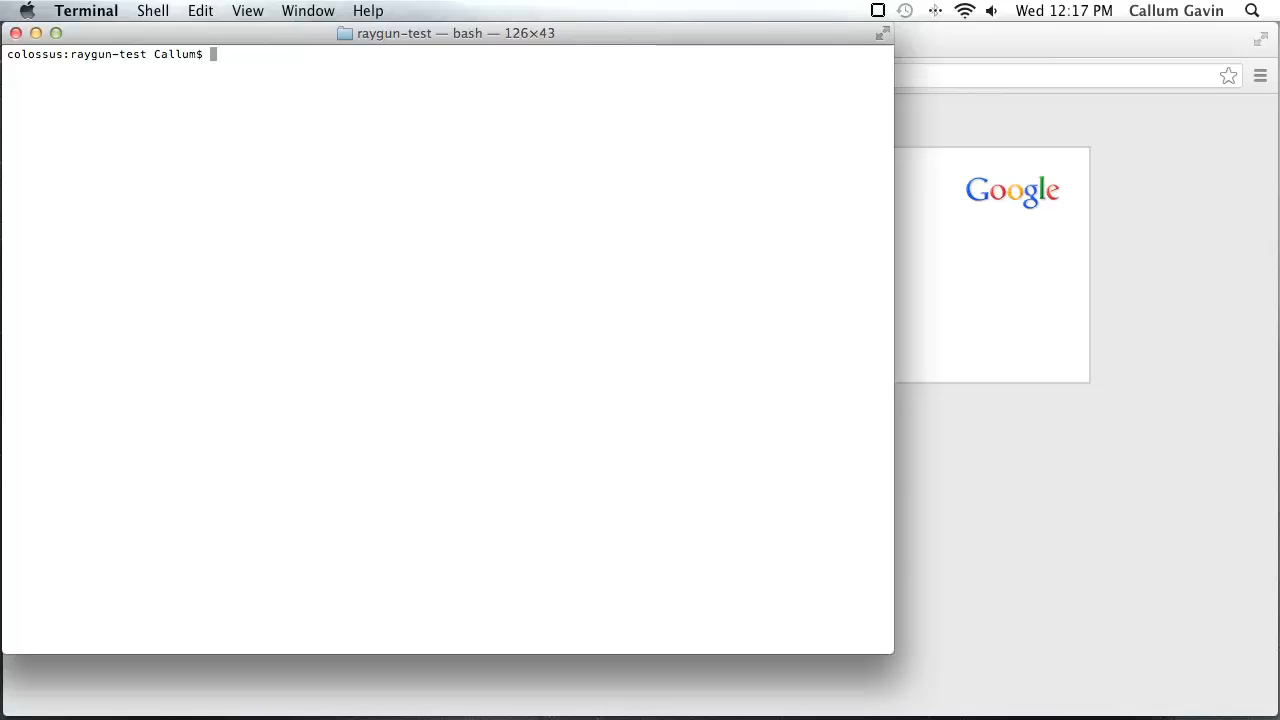 Terminal Shell Edit View Window Help Wed 12:17 PM Callum Gavin
raygun-test — bash — 126×43
colossus:raygun-test Callum$
Google